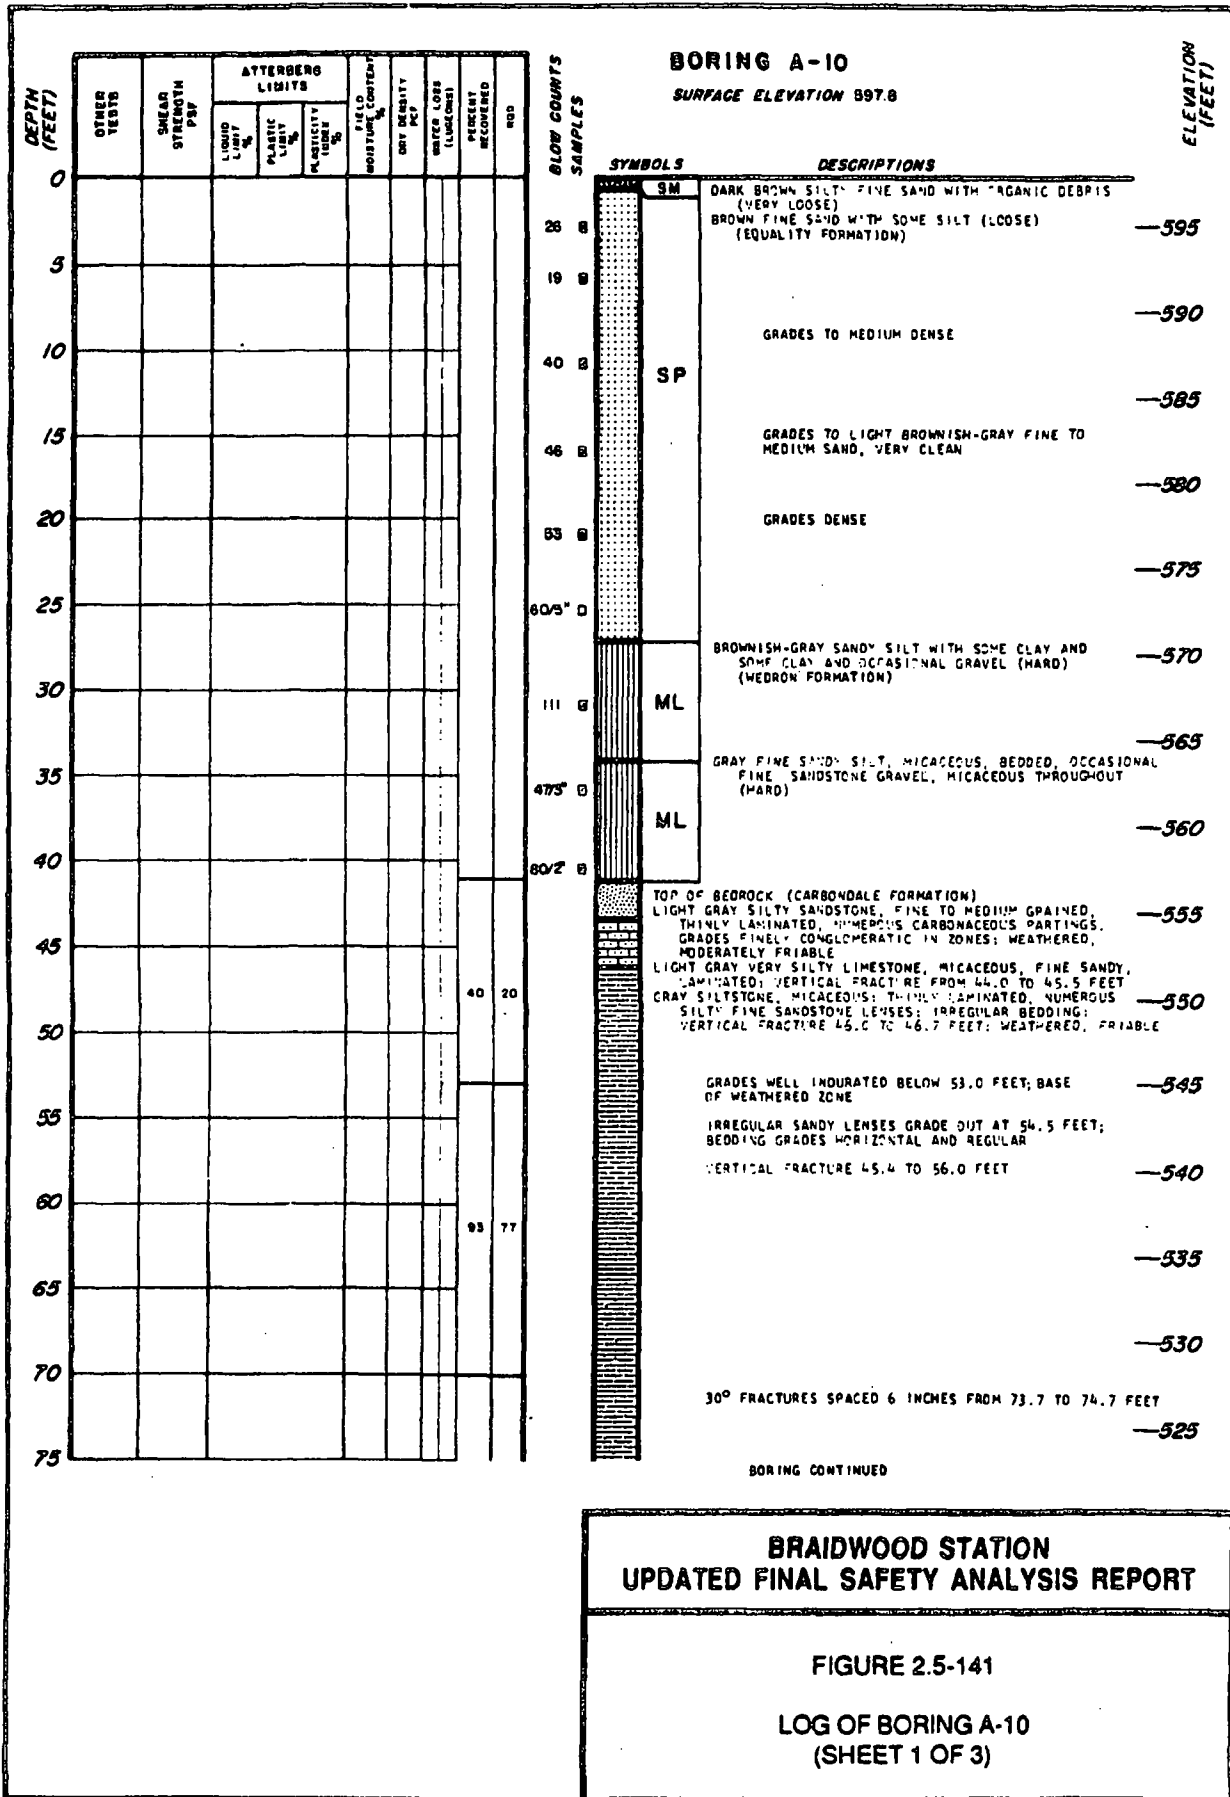 BORING A-10
SURFACE ELEVATION 597.8
DEPTH (FEET)
OTHER TESTS
SHEAR STRENGTH PSF
ATTERBERG LIMITS
LIQUID LIMIT %
PLASTIC LIMIT %
PLASTICITY INDEX %
FIELD MOISTURE CONTENT %
DRY DENSITY PCF
WATER LOSS (LUGEONS)
PERCENT RECOVERED
RQD
BLOW COUNTS
SAMPLES
SYMBOLS
DESCRIPTIONS
ELEVATION (FEET)
0
SM
DARK BROWN SILTY FINE SAND WITH ORGANIC DEBRIS
(VERY LOOSE)
BROWN FINE SAND WITH SOME SILT (LOOSE)
(EQUALITY FORMATION)
26
595
5
19
590
GRADES TO MEDIUM DENSE
10
40
SP
585
15
46
GRADES TO LIGHT BROWNISH-GRAY FINE TO
MEDIUM SAND, VERY CLEAN
580
20
53
GRADES DENSE
575
25
60/5"
BROWNISH-GRAY SANDY SILT WITH SOME CLAY AND
SOME CLAY AND OCCASIONAL GRAVEL (HARD)
(WEDRON FORMATION)
570
30
111
ML
565
GRAY FINE SANDY SILT, MICACEOUS, BEDDED, OCCASIONAL
FINE SANDSTONE GRAVEL, MICACEOUS THROUGHOUT
(HARD)
35
ML
560
40
80/2"
TOP OF BEDROCK (CARBONDALE FORMATION)
LIGHT GRAY SILTY SANDSTONE, FINE TO MEDIUM GRAINED,
THINLY LAMINATED, NUMEROUS CARBONACEOUS PARTINGS,
GRADES FINELY CONGLOMERATIC IN ZONES; WEATHERED,
MODERATELY FRIABLE
555
45
LIGHT GRAY VERY SILTY LIMESTONE, MICACEOUS, FINE SANDY,
LAMINATED; VERTICAL FRACTURE FROM 44.0 TO 45.5 FEET
GRAY SILTSTONE, MICACEOUS; THINLY LAMINATED, NUMEROUS
SILTY FINE SANDSTONE LENSES; IRREGULAR BEDDING;
VERTICAL FRACTURE TO 46.7 FEET; WEATHERED, FRIABLE
40 20
550
50
GRADES WELL INDURATED BELOW 53.0 FEET; BASE
OF WEATHERED ZONE
545
55
IRREGULAR SANDY LENSES GRADE OUT AT 54.5 FEET;
BEDDING GRADES HORIZONTAL AND REGULAR
VERTICAL FRACTURE 45.4 TO 56.0 FEET
540
60
93 77
535
65
530
70
30° FRACTURES SPACED 6 INCHES FROM 73.7 TO 74.7 FEET
525
75
BORING CONTINUED
BRAIDWOOD STATION
UPDATED FINAL SAFETY ANALYSIS REPORT
FIGURE 2.5-141
LOG OF BORING A-10
(SHEET 1 OF 3)